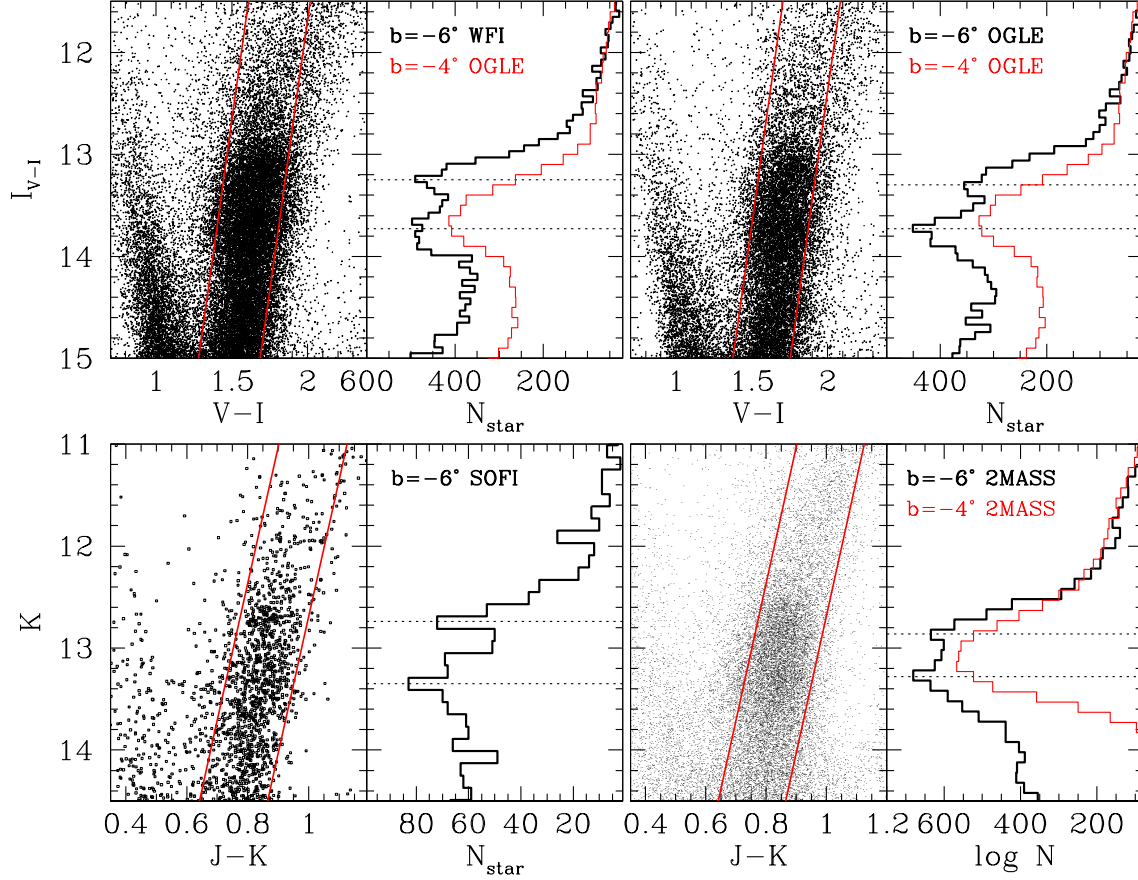 b=−6° WFI
b=−4° OGLE
b=−6° OGLE
b=−4° OGLE
12
13
14
15
I_{V−I}
1 1.5 2 600 400 200
1 1.5 2 400 200
V−I N_{star} V−I N_{star}
b=−6° SOFI
b=−6° 2MASS
b=−4° 2MASS
11
12
13
14
K
0.4 0.6 0.8 1 80 60 40 20
0.4 0.6 0.8 1 1.2 600 400 200
J−K N_{star} J−K log N